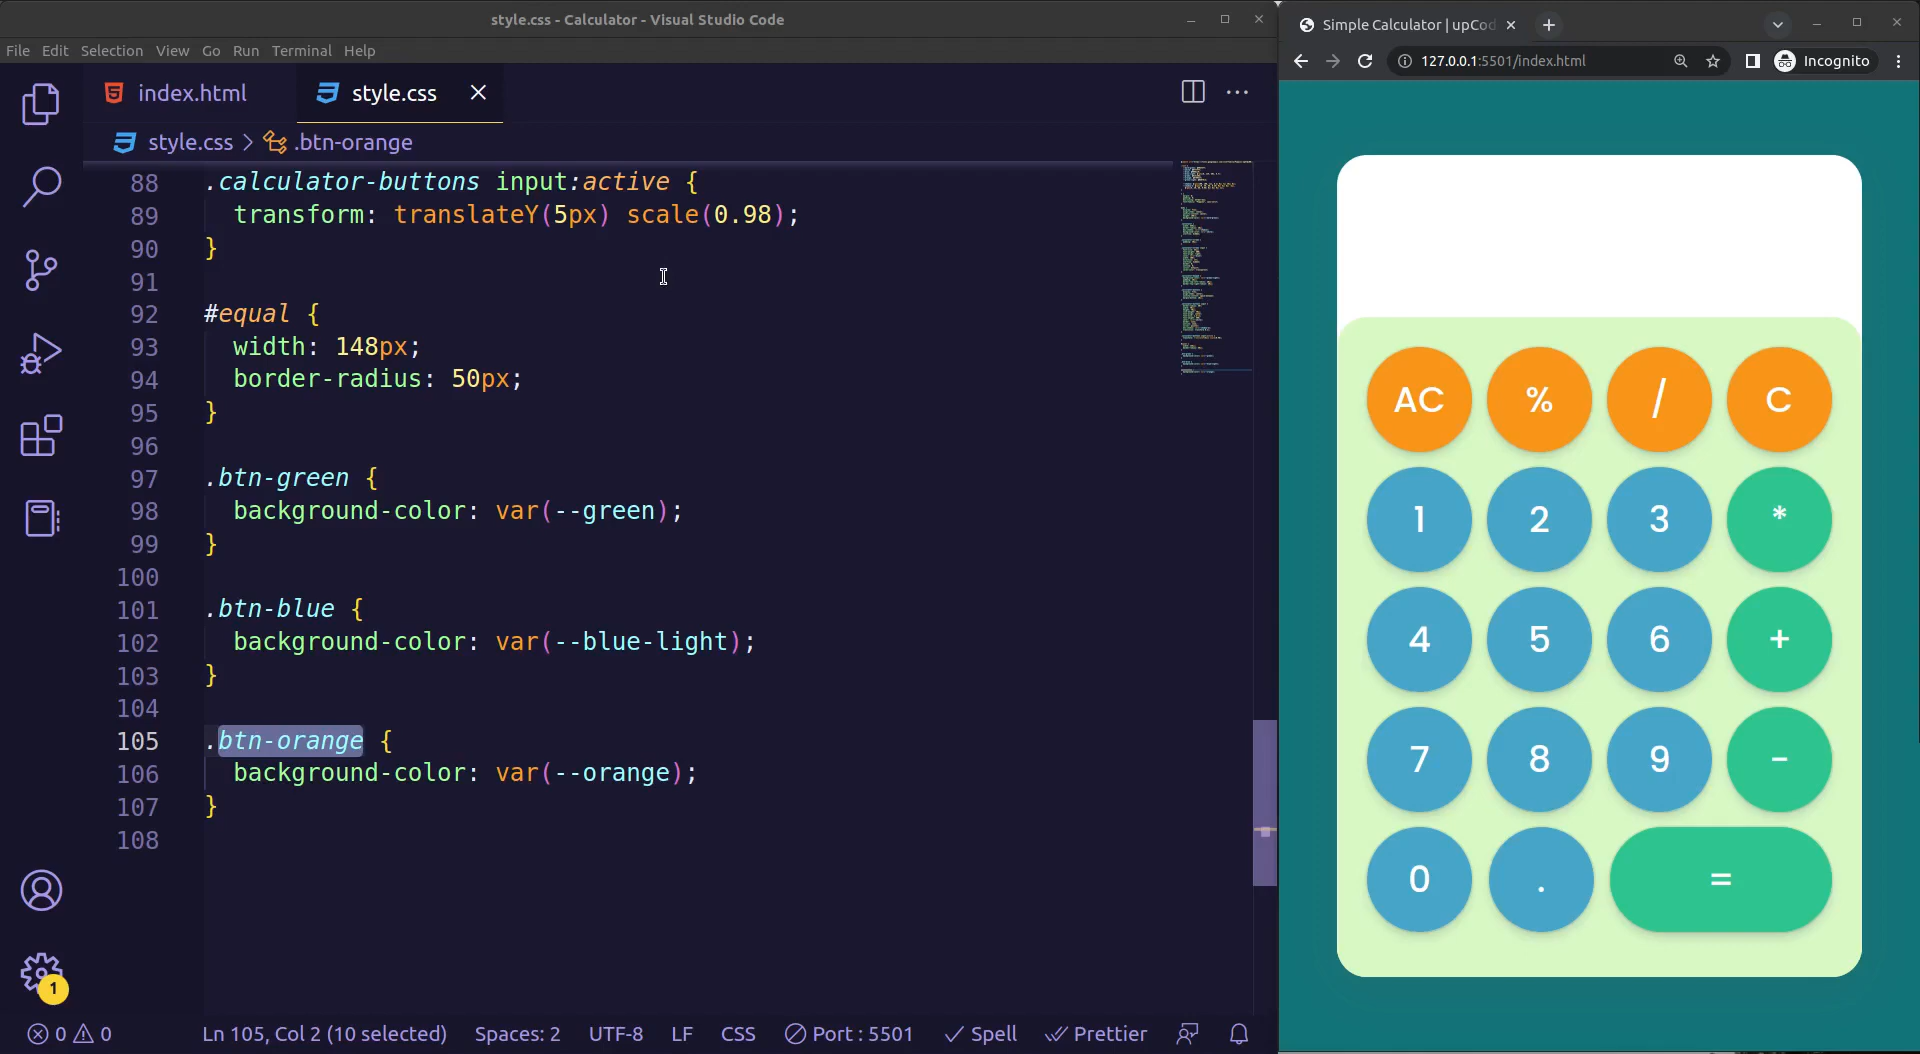 style.css - Calculator - Visual Studio Code
File Edit Selection View Go Run Terminal Help
index.html style.css
style.css > .btn-orange
88 .calculator-buttons input:active {
89 transform: translateY(5px) scale(0.98);
90 }
91
92 #equal {
93 width: 148px;
94 border-radius: 50px;
95 }
96
97 .btn-green {
98 background-color: var(--green);
99 }
100
101 .btn-blue {
102 background-color: var(--blue-light);
103 }
104
105 .btn-orange {
106 background-color: var(--orange);
107 }
108
1
0 0 Ln 105, Col 2 (10 selected) Spaces: 2 UTF-8 LF CSS Port : 5501 Spell Prettier
Simple Calculator | upCod
127.0.0.1:5501/index.html Incognito
AC % / C
1 2 3 *
4 5 6 +
7 8 9 -
0 . =